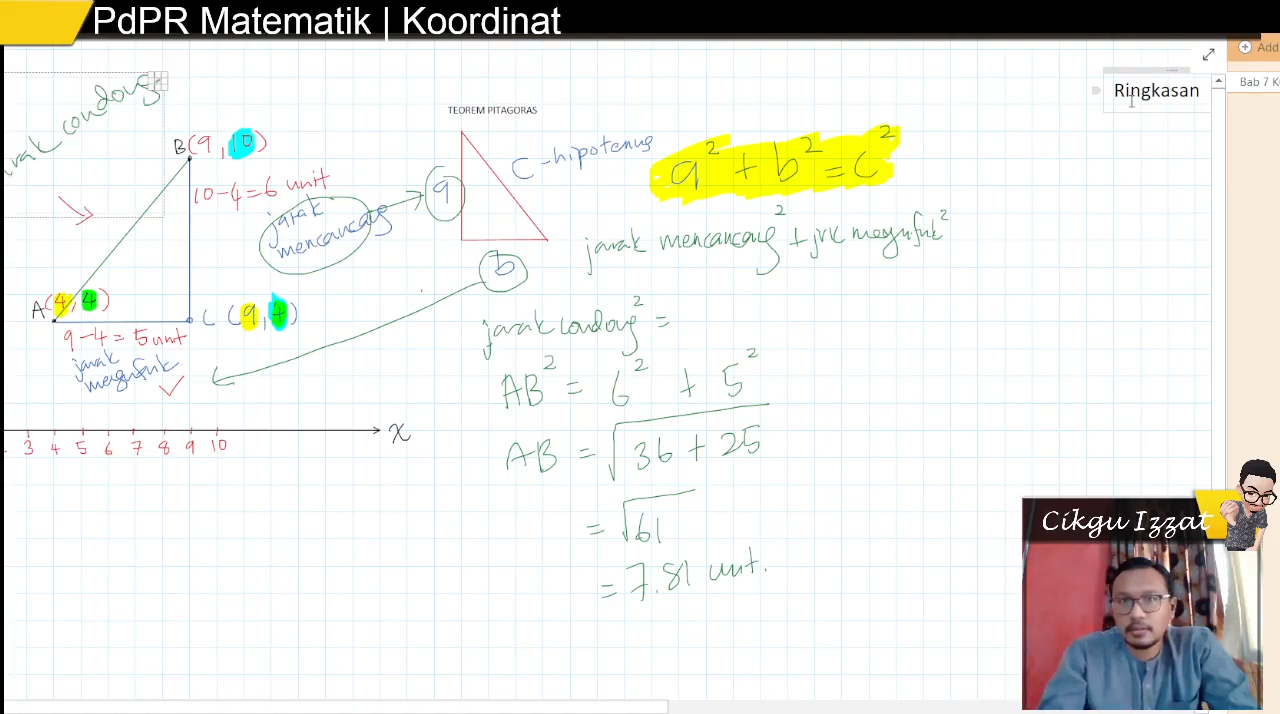 PdPR Matematik | Koordinat
Add
Bab 7 K
Ringkasan
jarak condong
TEOREM PITAGORAS
B(9,10)
10-4=6 unit
jarak
mencancang
a
C-hipotenus
a² + b² = c²
jarak mencancang² + jrk mengufuk²
b
A(4,4)
C (9,4)
9-4=5 unit
jarak
mengufuk
jarak condong² =
AB² = 6² + 5²
AB = √36 + 25
= √61
= 7.81 unit.
x
3 4 5 6 7 8 9 10
Cikgu Izzat